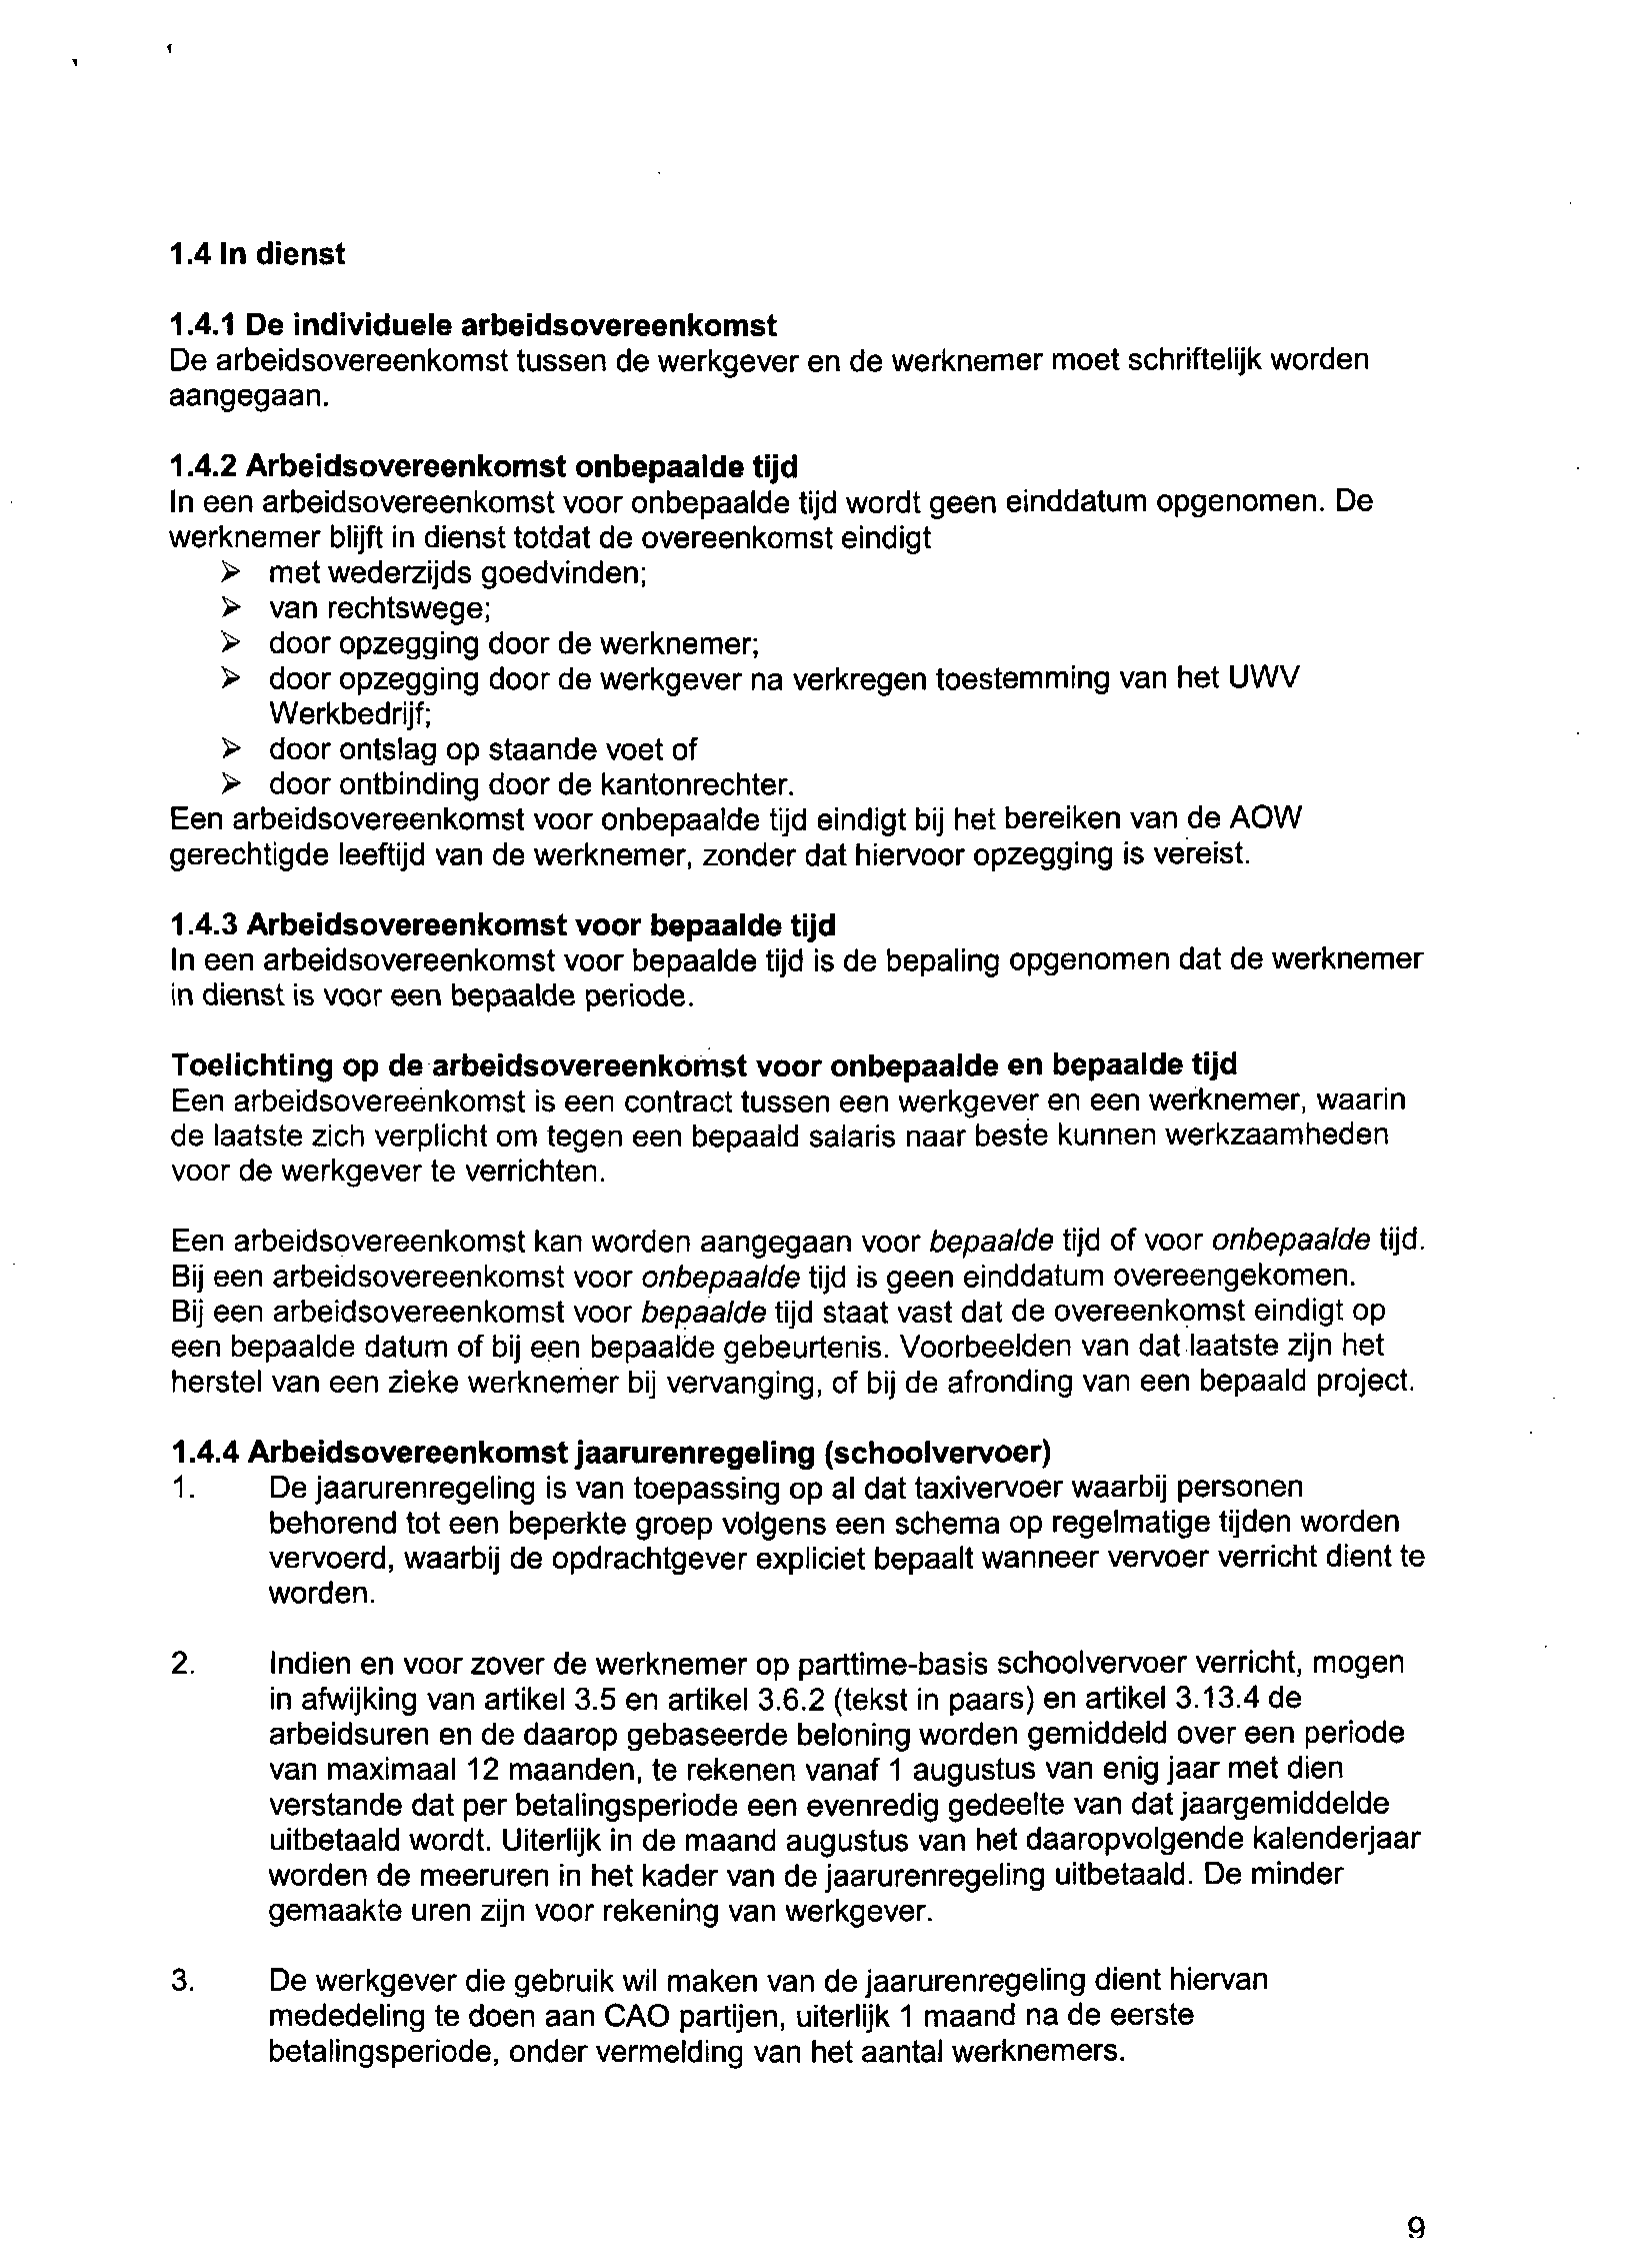 1.4 In dienst
1.4.1 De individuele arbeidsovereenkomst
De arbeidsovereenkomst tussen de werkgever en de werknemer moet schriftelijk worden
aangegaan.
1.4.2 Arbeidsovereenkomst onbepaalde tijd
In een arbeidsovereenkomst voor onbepaalde tijd wordt geen einddatum opgenomen. De
werknemer blijft in dienst totdat de overeenkomst eindigt
➢ met wederzijds goedvinden;
➢ van rechtswege;
➢ door opzegging door de werknemer;
➢ door opzegging door de werkgever na verkregen toestemming van het UWV
Werkbedrijf;
➢ door ontslag op staande voet of
➢ door ontbinding door de kantonrechter.
Een arbeidsovereenkomst voor onbepaalde tijd eindigt bij het bereiken van de AOW
gerechtigde leeftijd van de werknemer, zonder dat hiervoor opzegging is vereist.
1.4.3 Arbeidsovereenkomst voor bepaalde tijd
In een arbeidsovereenkomst voor bepaalde tijd is de bepaling opgenomen dat de werknemer
in dienst is voor een bepaalde periode.
Toelichting op de arbeidsovereenkomst voor onbepaalde en bepaalde tijd
Een arbeidsovereenkomst is een contract tussen een werkgever en een werknemer, waarin
de laatste zich verplicht om tegen een bepaald salaris naar beste kunnen werkzaamheden
voor de werkgever te verrichten.
Een arbeidsovereenkomst kan worden aangegaan voor bepaalde tijd of voor onbepaalde tijd.
Bij een arbeidsovereenkomst voor onbepaalde tijd is geen einddatum overeengekomen.
Bij een arbeidsovereenkomst voor bepaalde tijd staat vast dat de overeenkomst eindigt op
een bepaalde datum of bij een bepaalde gebeurtenis. Voorbeelden van dat laatste zijn het
herstel van een zieke werknemer bij vervanging, of bij de afronding van een bepaald project.
1.4.4 Arbeidsovereenkomst jaarurenregeling (schoolvervoer)
1. De jaarurenregeling is van toepassing op al dat taxivervoer waarbij personen
behorend tot een beperkte groep volgens een schema op regelmatige tijden worden
vervoerd, waarbij de opdrachtgever expliciet bepaalt wanneer vervoer verricht dient te
worden.
2. Indien en voor zover de werknemer op parttime-basis schoolvervoer verricht, mogen
in afwijking van artikel 3.5 en artikel 3.6.2 (tekst in paars) en artikel 3.13.4 de
arbeidsuren en de daarop gebaseerde beloning worden gemiddeld over een periode
van maximaal 12 maanden, te rekenen vanaf 1 augustus van enig jaar met dien
verstande dat per betalingsperiode een evenredig gedeelte van dat jaargemiddelde
uitbetaald wordt. Uiterlijk in de maand augustus van het daaropvolgende kalenderjaar
worden de meeruren in het kader van de jaarurenregeling uitbetaald. De minder
gemaakte uren zijn voor rekening van werkgever.
3. De werkgever die gebruik wil maken van de jaarurenregeling dient hiervan
mededeling te doen aan CAO partijen, uiterlijk 1 maand na de eerste
betalingsperiode, onder vermelding van het aantal werknemers.
9